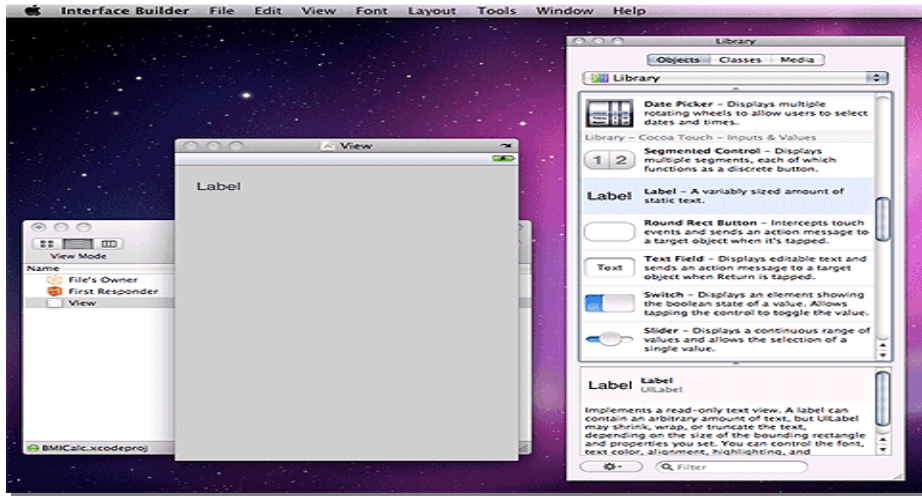 Interface Builder File Edit View Font Layout Tools Window Help
Library
Objects Classes Media
Library
Date Picker – Displays multiple
rotating wheels to allow users to select
dates and times.
Library – Cocoa Touch – Inputs & Values
1 2
Segmented Control – Displays
multiple segments, each of which
functions as a discrete button.
Label
Label – A variably sized amount of
static text.
Round Rect Button – Intercepts touch
events and sends an action message to
a target object when it's tapped.
Text
Text Field – Displays editable text and
sends an action message to a target
object when Return is tapped.
Switch – Displays an element showing
the boolean state of a value. Allows
tapping the control to toggle the value.
Slider – Displays a continuous range of
values and allows the selection of a
single value.
Label
Label
UILabel
Implements a read-only text view. A label can
contain an arbitrary amount of text, but UILabel
may shrink, wrap, or truncate the text,
depending on the size of the bounding rectangle
and properties you set. You can control the font,
text color, alignment, highlighting, and
Filter
View
Label
View Mode
Name
File's Owner
First Responder
View
BMICalc.xcodeproj